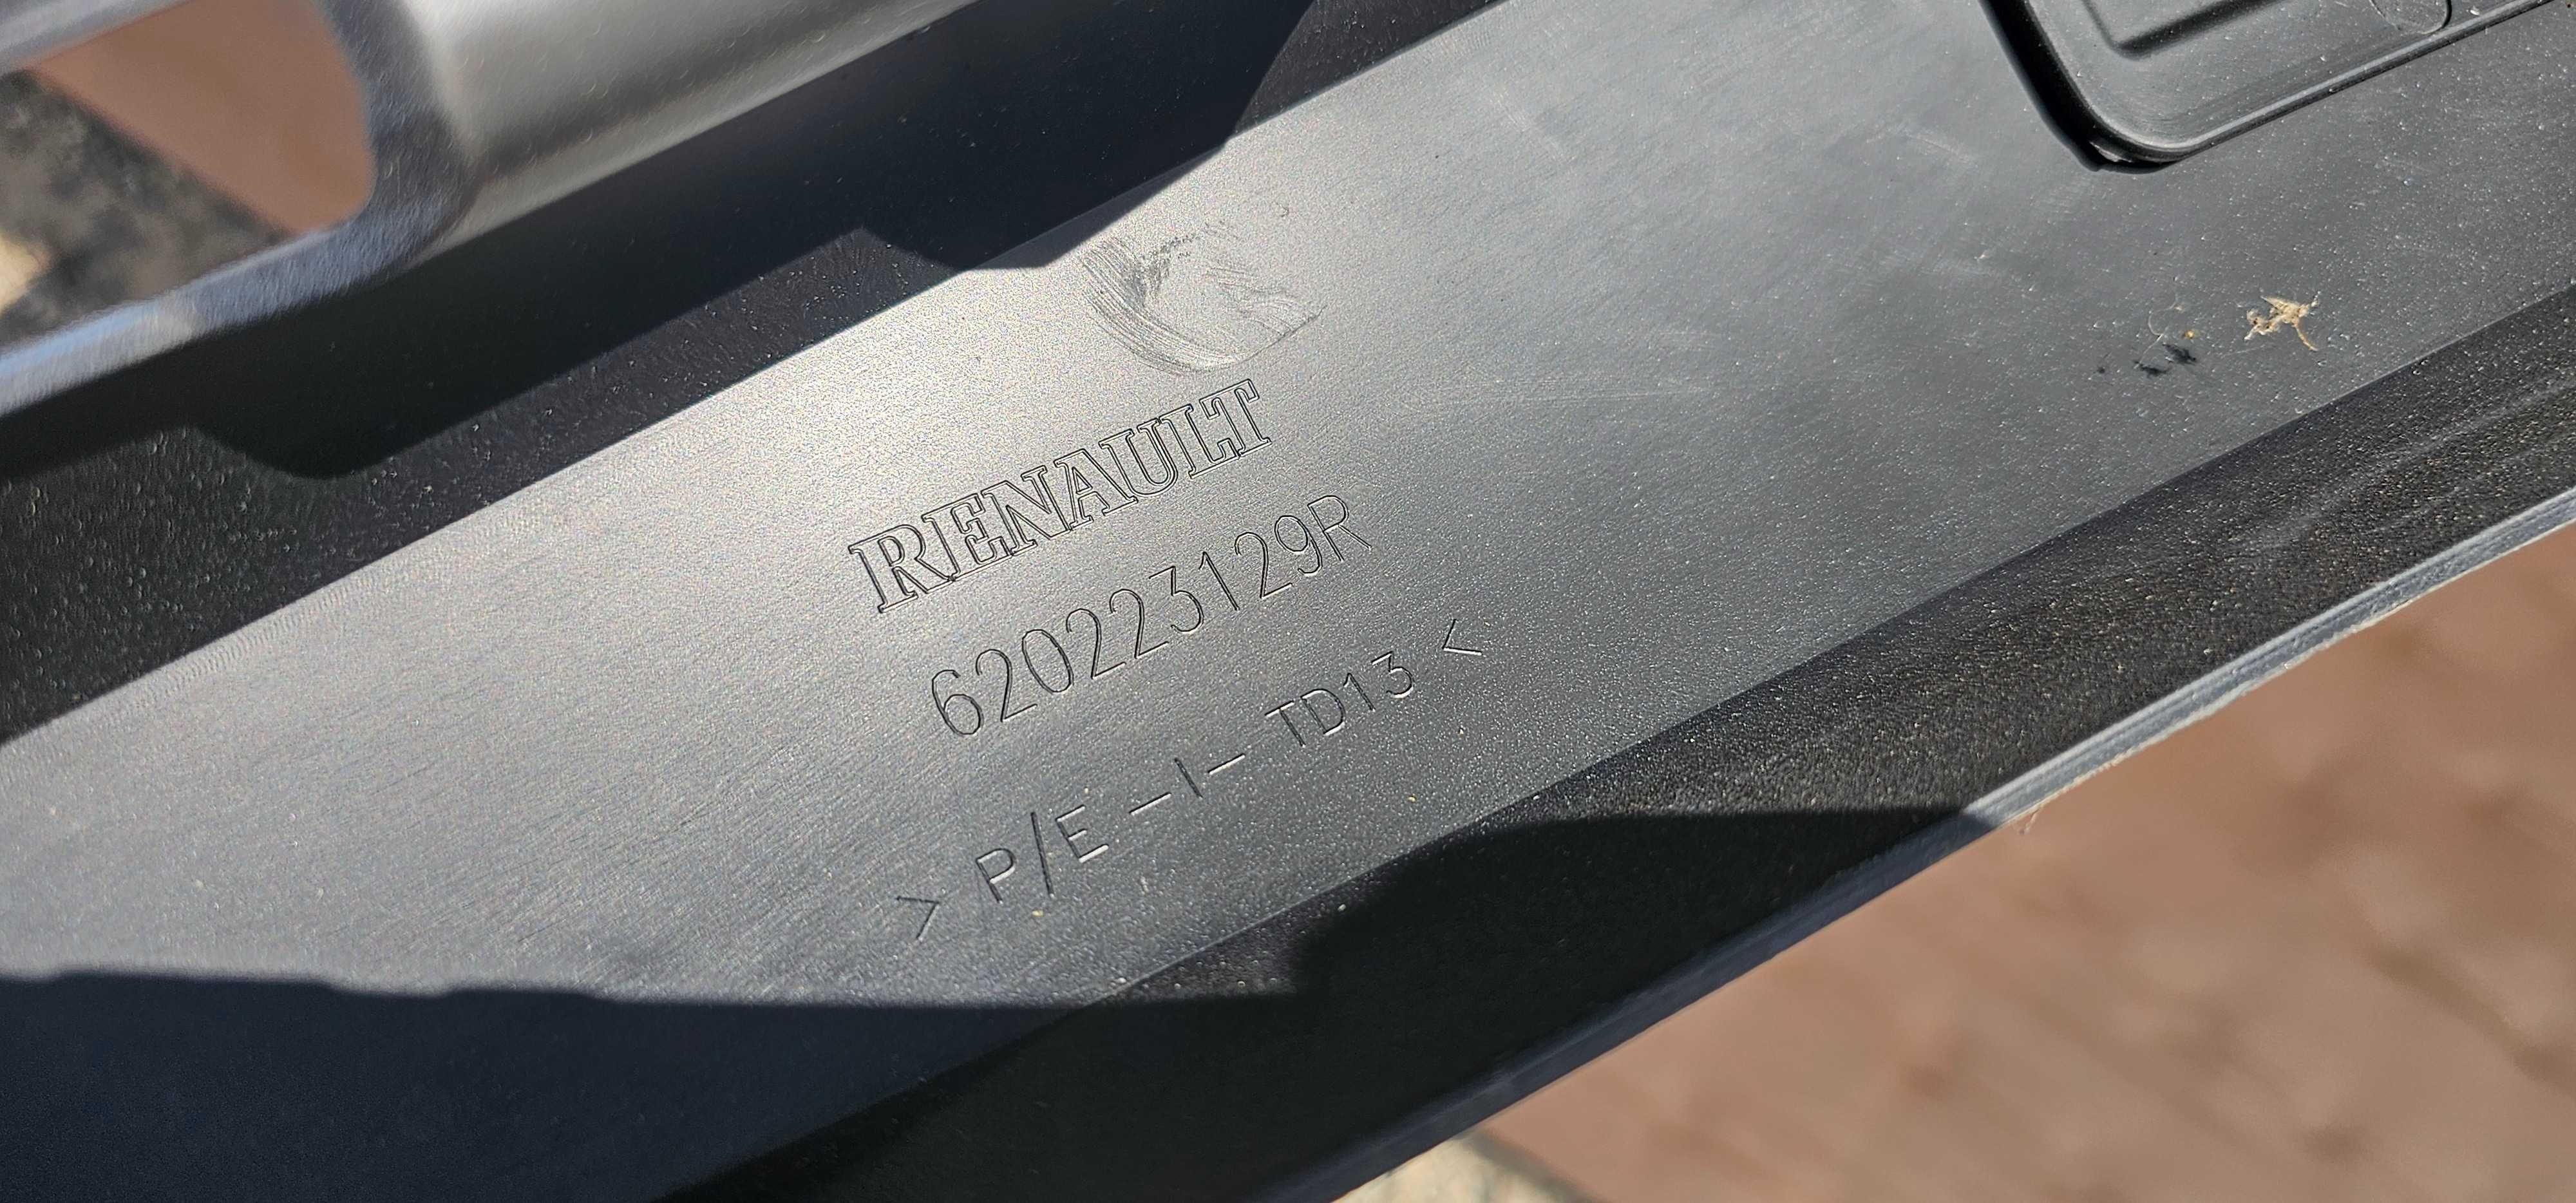 RENAULT
620223129R
> P/E -I- TD13 <